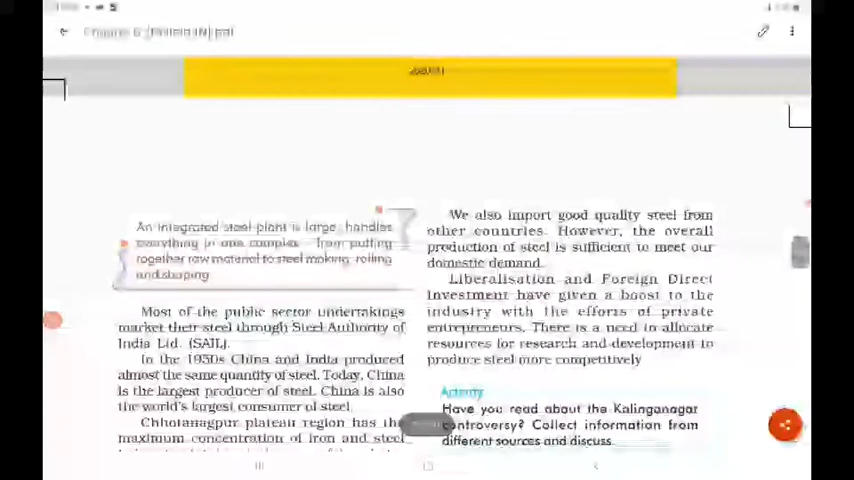 An integrated steel plant is large, handles
everything in one complex – from putting
together raw material to steel making, rolling
and shaping.
Most of the public sector undertakings
market their steel through Steel Authority of
India Ltd. (SAIL).
In the 1950s China and India produced
almost the same quantity of steel. Today, China
is the largest producer of steel. China is also
the world's largest consumer of steel.
Chhotanagpur plateau region has the
maximum concentration of iron and steel
We also import good quality steel from
other countries. However, the overall
production of steel is sufficient to meet our
domestic demand.
Liberalisation and Foreign Direct
Investment have given a boost to the
industry with the efforts of private
entrepreneurs. There is a need to allocate
resources for research and development to
produce steel more competitively.
Activity
Have you read about the Kalinganagar
controversy? Collect information from
different sources and discuss.